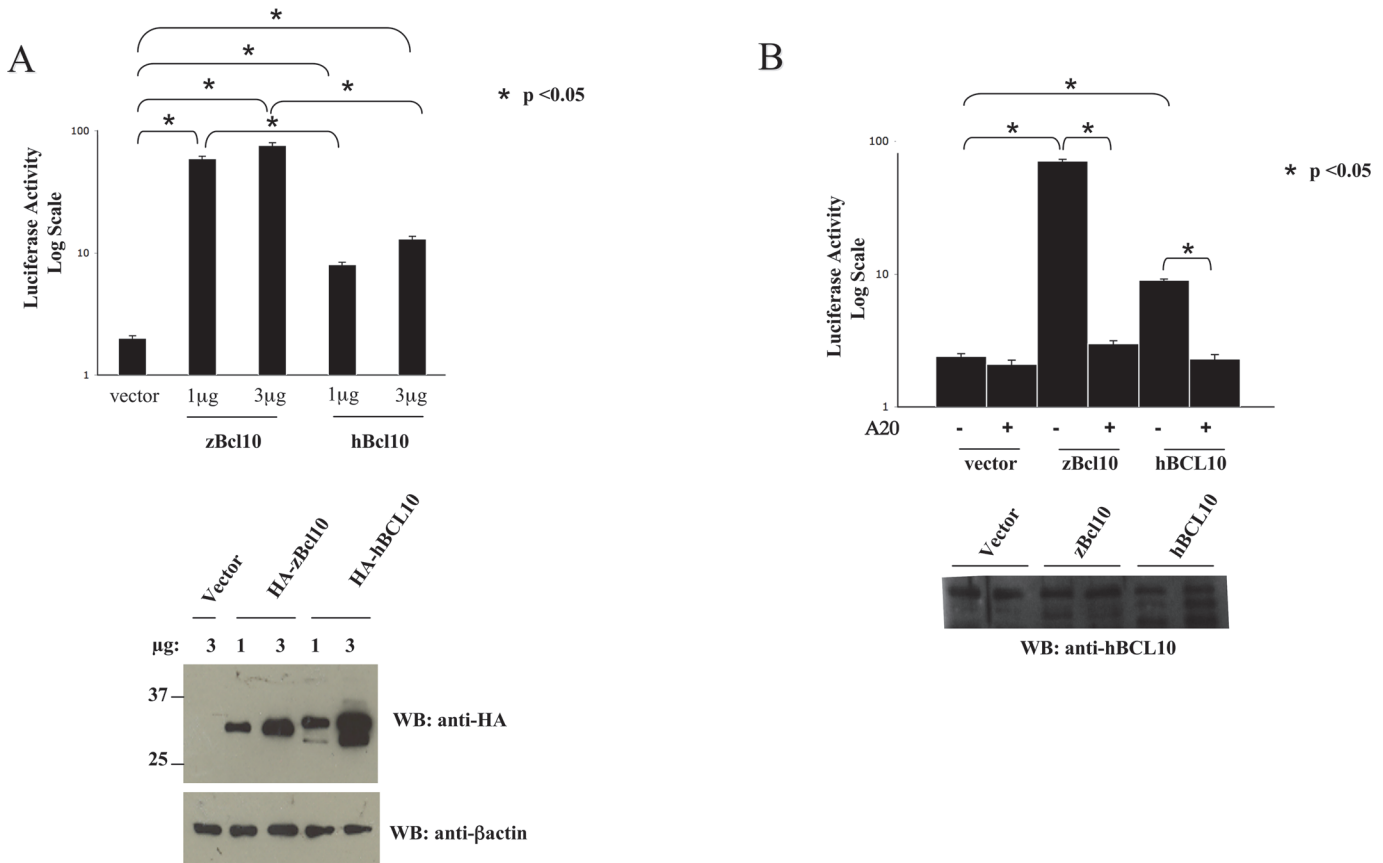 A
*
*
*
*
*
*
* p <0.05
Luciferase Activity
Log Scale
100
10
1
vector
1µg
3µg
1µg
3µg
zBcl10
hBcl10
Vector
HA-zBcl10
HA-hBCL10
µg:
3
1
3
1
3
37
25
WB: anti-HA
WB: anti-βactin
B
*
*
*
*
* p <0.05
Luciferase Activity
Log Scale
100
10
1
A20
-
+
-
+
-
+
vector
zBcl10
hBCL10
Vector
zBcl10
hBCL10
WB: anti-hBCL10